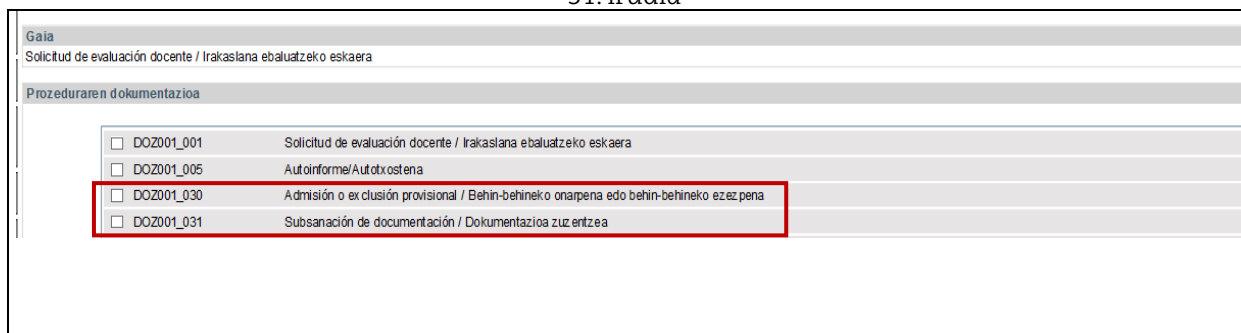 31. irudia
Gaia
Solicitud de evaluación docente / Irakaslana ebaluatzeko eskaera
Prozeduraren dokumentazioa
DOZ001_001 Solicitud de evaluación docente / Irakaslana ebaluatzeko eskaera
DOZ001_005 Autoinforme/Autotxostena
DOZ001_030 Admisión o exclusión provisional / Behin-behineko onarpena edo behin-behineko ezezpena
DOZ001_031 Subsanación de documentación / Dokumentazioa zuzentzea